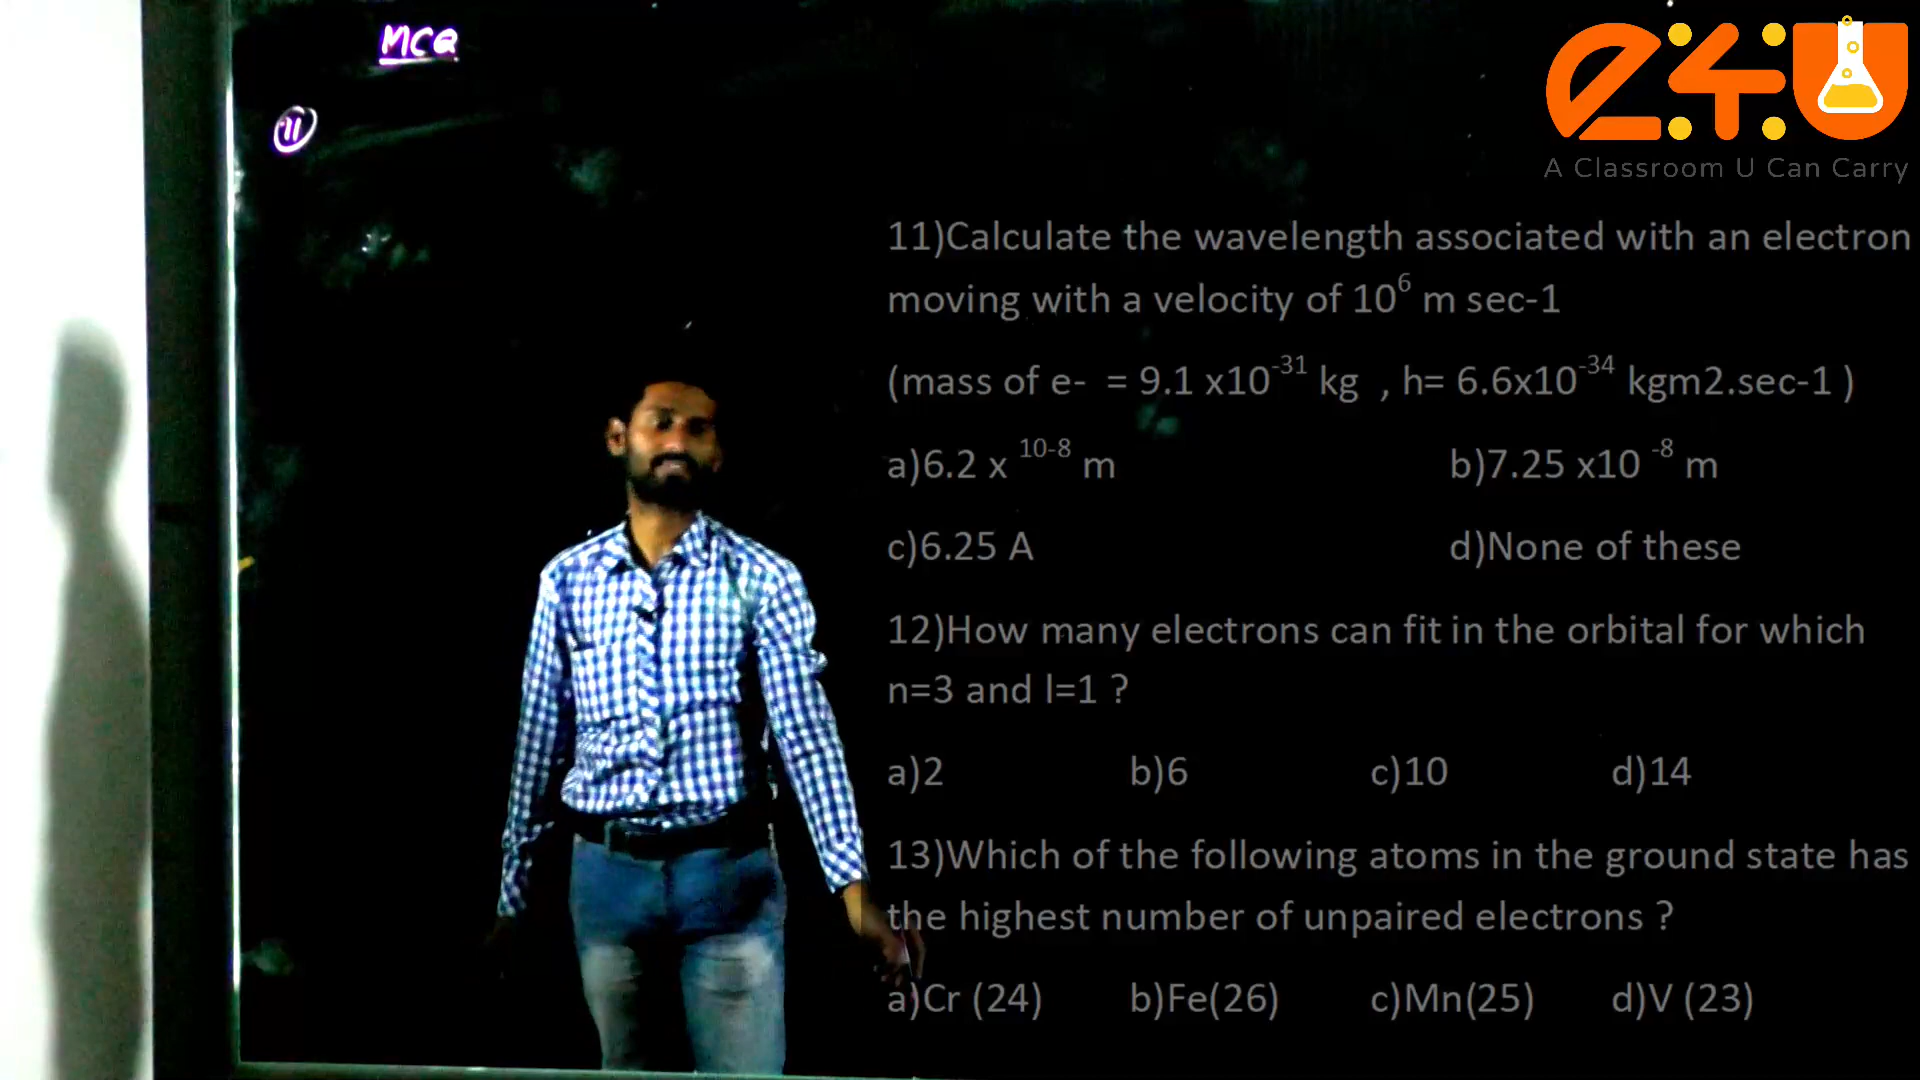 MCQ
11
e4U
A Classroom U Can Carry
11)Calculate the wavelength associated with an electron
moving with a velocity of 10⁶ m sec-1
(mass of e- = 9.1 x10⁻³¹ kg , h= 6.6x10⁻³⁴ kgm2.sec-1 )
a)6.2 x ¹⁰⁻⁸ m b)7.25 x10 ⁻⁸ m
c)6.25 A d)None of these
12)How many electrons can fit in the orbital for which
n=3 and l=1 ?
a)2 b)6 c)10 d)14
13)Which of the following atoms in the ground state has
the highest number of unpaired electrons ?
a)Cr (24) b)Fe(26) c)Mn(25) d)V (23)